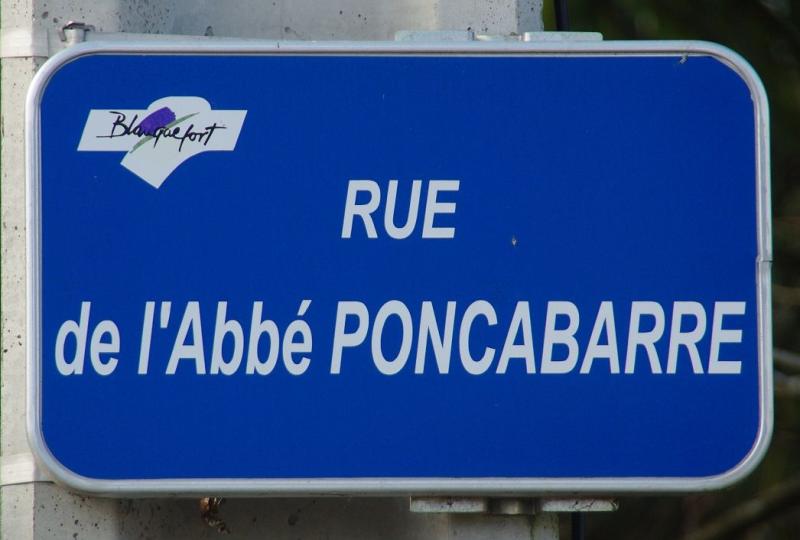 Blanquefort
RUE
de l'Abbé PONCABARRE